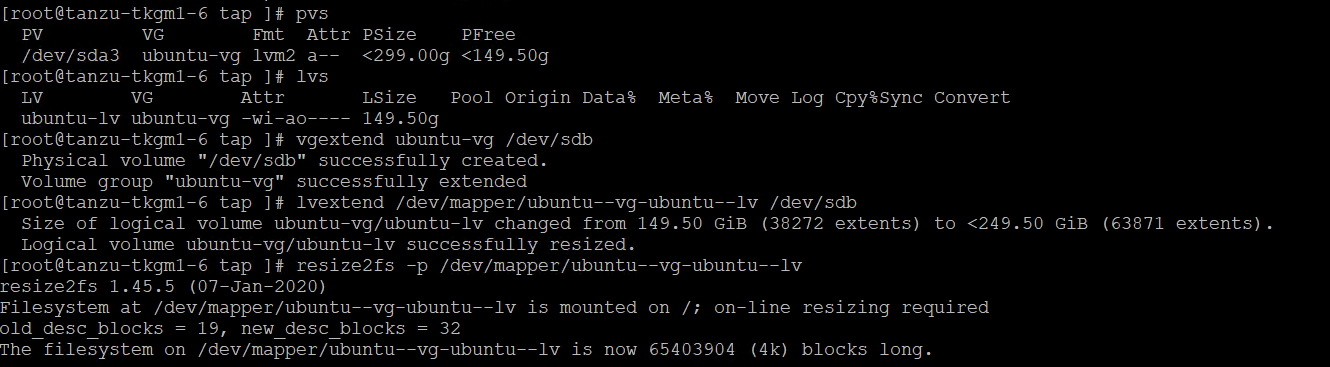 [root@tanzu-tkgm1-6 tap ]# pvs
  PV         VG        Fmt  Attr PSize    PFree
  /dev/sda3  ubuntu-vg lvm2 a--  <299.00g <149.50g
[root@tanzu-tkgm1-6 tap ]# lvs
  LV        VG        Attr       LSize   Pool Origin Data%  Meta%  Move Log Cpy%Sync Convert
  ubuntu-lv ubuntu-vg -wi-ao---- 149.50g
[root@tanzu-tkgm1-6 tap ]# vgextend ubuntu-vg /dev/sdb
  Physical volume "/dev/sdb" successfully created.
  Volume group "ubuntu-vg" successfully extended
[root@tanzu-tkgm1-6 tap ]# lvextend /dev/mapper/ubuntu--vg-ubuntu--lv /dev/sdb
  Size of logical volume ubuntu-vg/ubuntu-lv changed from 149.50 GiB (38272 extents) to <249.50 GiB (63871 extents).
  Logical volume ubuntu-vg/ubuntu-lv successfully resized.
[root@tanzu-tkgm1-6 tap ]# resize2fs -p /dev/mapper/ubuntu--vg-ubuntu--lv
resize2fs 1.45.5 (07-Jan-2020)
Filesystem at /dev/mapper/ubuntu--vg-ubuntu--lv is mounted on /; on-line resizing required
old_desc_blocks = 19, new_desc_blocks = 32
The filesystem on /dev/mapper/ubuntu--vg-ubuntu--lv is now 65403904 (4k) blocks long.